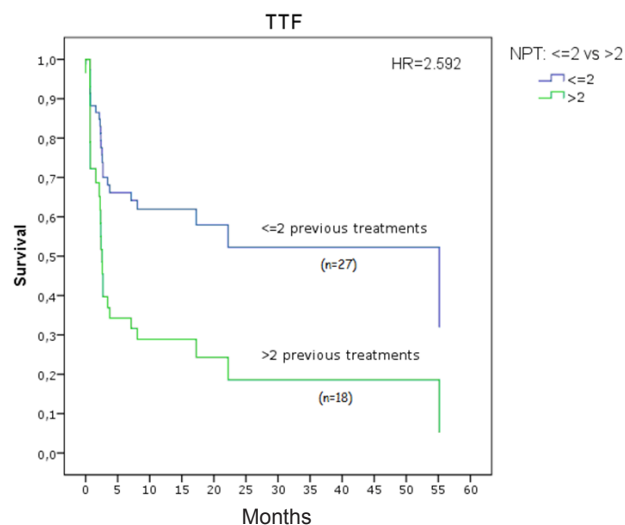 TTF
HR=2.592
NPT: <=2 vs >2
<=2
>2
1,0
0,9
0,8
0,7
0,6
0,5
0,4
0,3
0,2
0,1
0,0
Survival
<=2 previous treatments
(n=27)
>2 previous treatments
(n=18)
0 5 10 15 20 25 30 35 40 45 50 55 60
Months